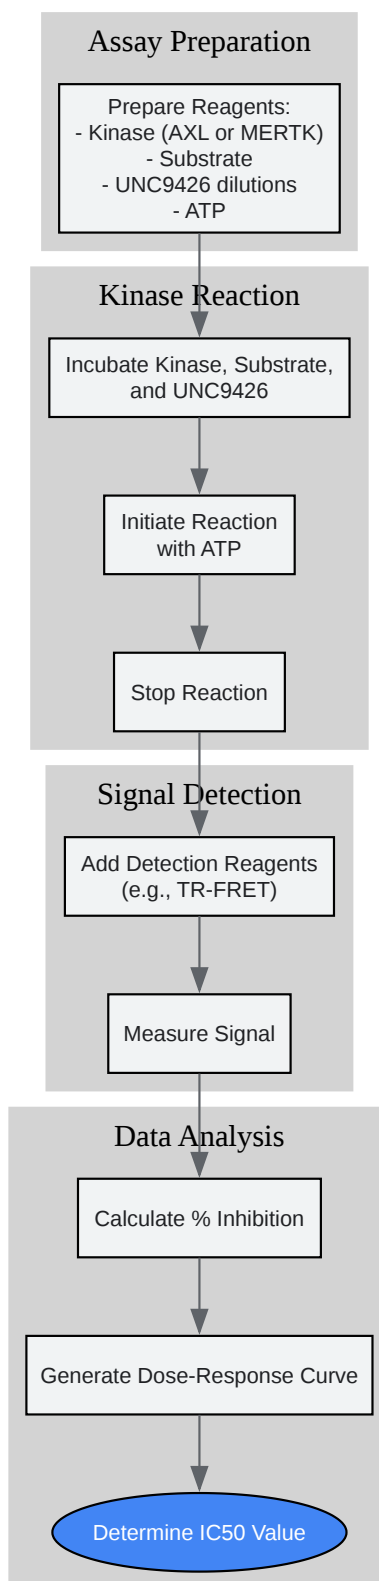 Assay Preparation
Prepare Reagents:
- Kinase (AXL or MERTK)
- Substrate
- UNC9426 dilutions
- ATP
Kinase Reaction
Incubate Kinase, Substrate,
and UNC9426
Initiate Reaction
with ATP
Stop Reaction
Signal Detection
Add Detection Reagents
(e.g., TR-FRET)
Measure Signal
Data Analysis
Calculate % Inhibition
Generate Dose-Response Curve
Determine IC50 Value